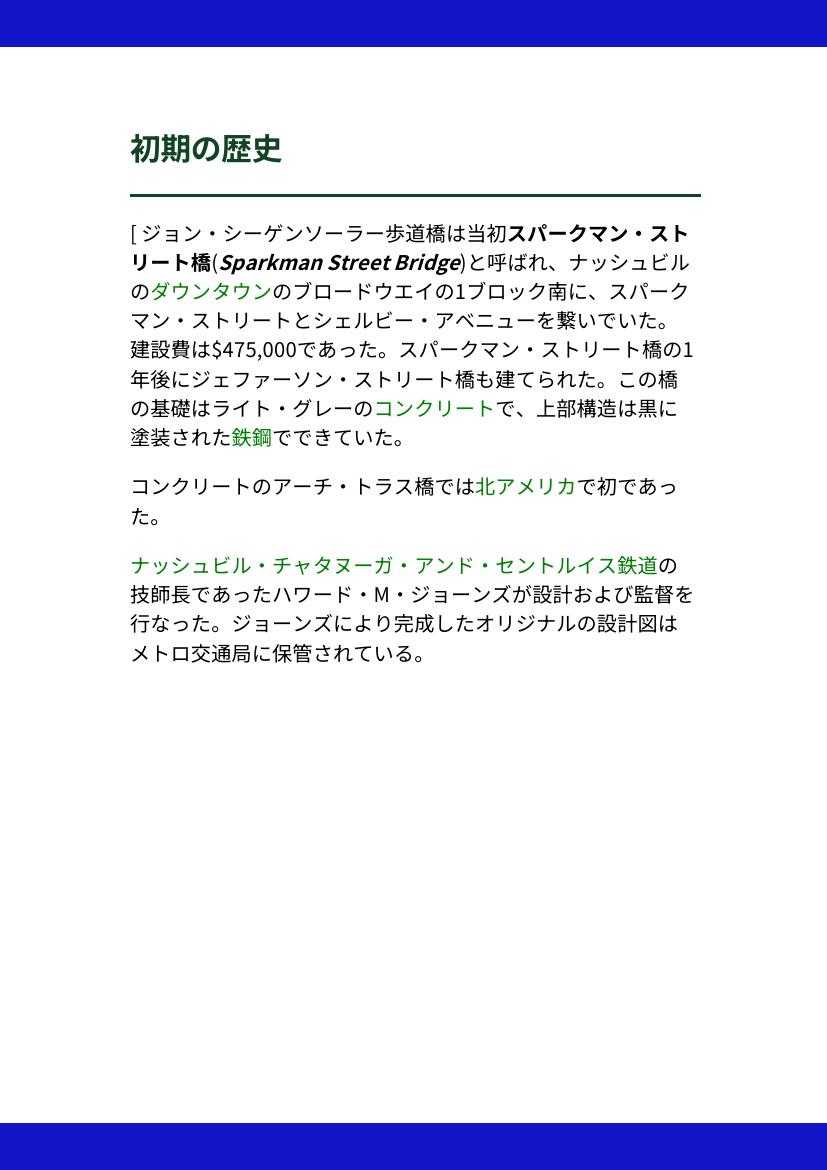 初期の歴史
[ ジョン・シーゲンソーラー歩道橋は当初スパークマン・スト
リート橋(Sparkman Street Bridge)と呼ばれ、ナッシュビル
のダウンタウンのブロードウエイの1ブロック南に、スパーク
マン・ストリートとシェルビー・アベニューを繋いでいた。
建設費は$475,000であった。スパークマン・ストリート橋の1
年後にジェファーソン・ストリート橋も建てられた。この橋
の基礎はライト・グレーのコンクリートで、上部構造は黒に
塗装された鉄鋼でできていた。
コンクリートのアーチ・トラス橋では北アメリカで初であっ
た。
ナッシュビル・チャタヌーガ・アンド・セントルイス鉄道の
技師長であったハワード・M・ジョーンズが設計および監督を
行なった。ジョーンズにより完成したオリジナルの設計図は
メトロ交通局に保管されている。